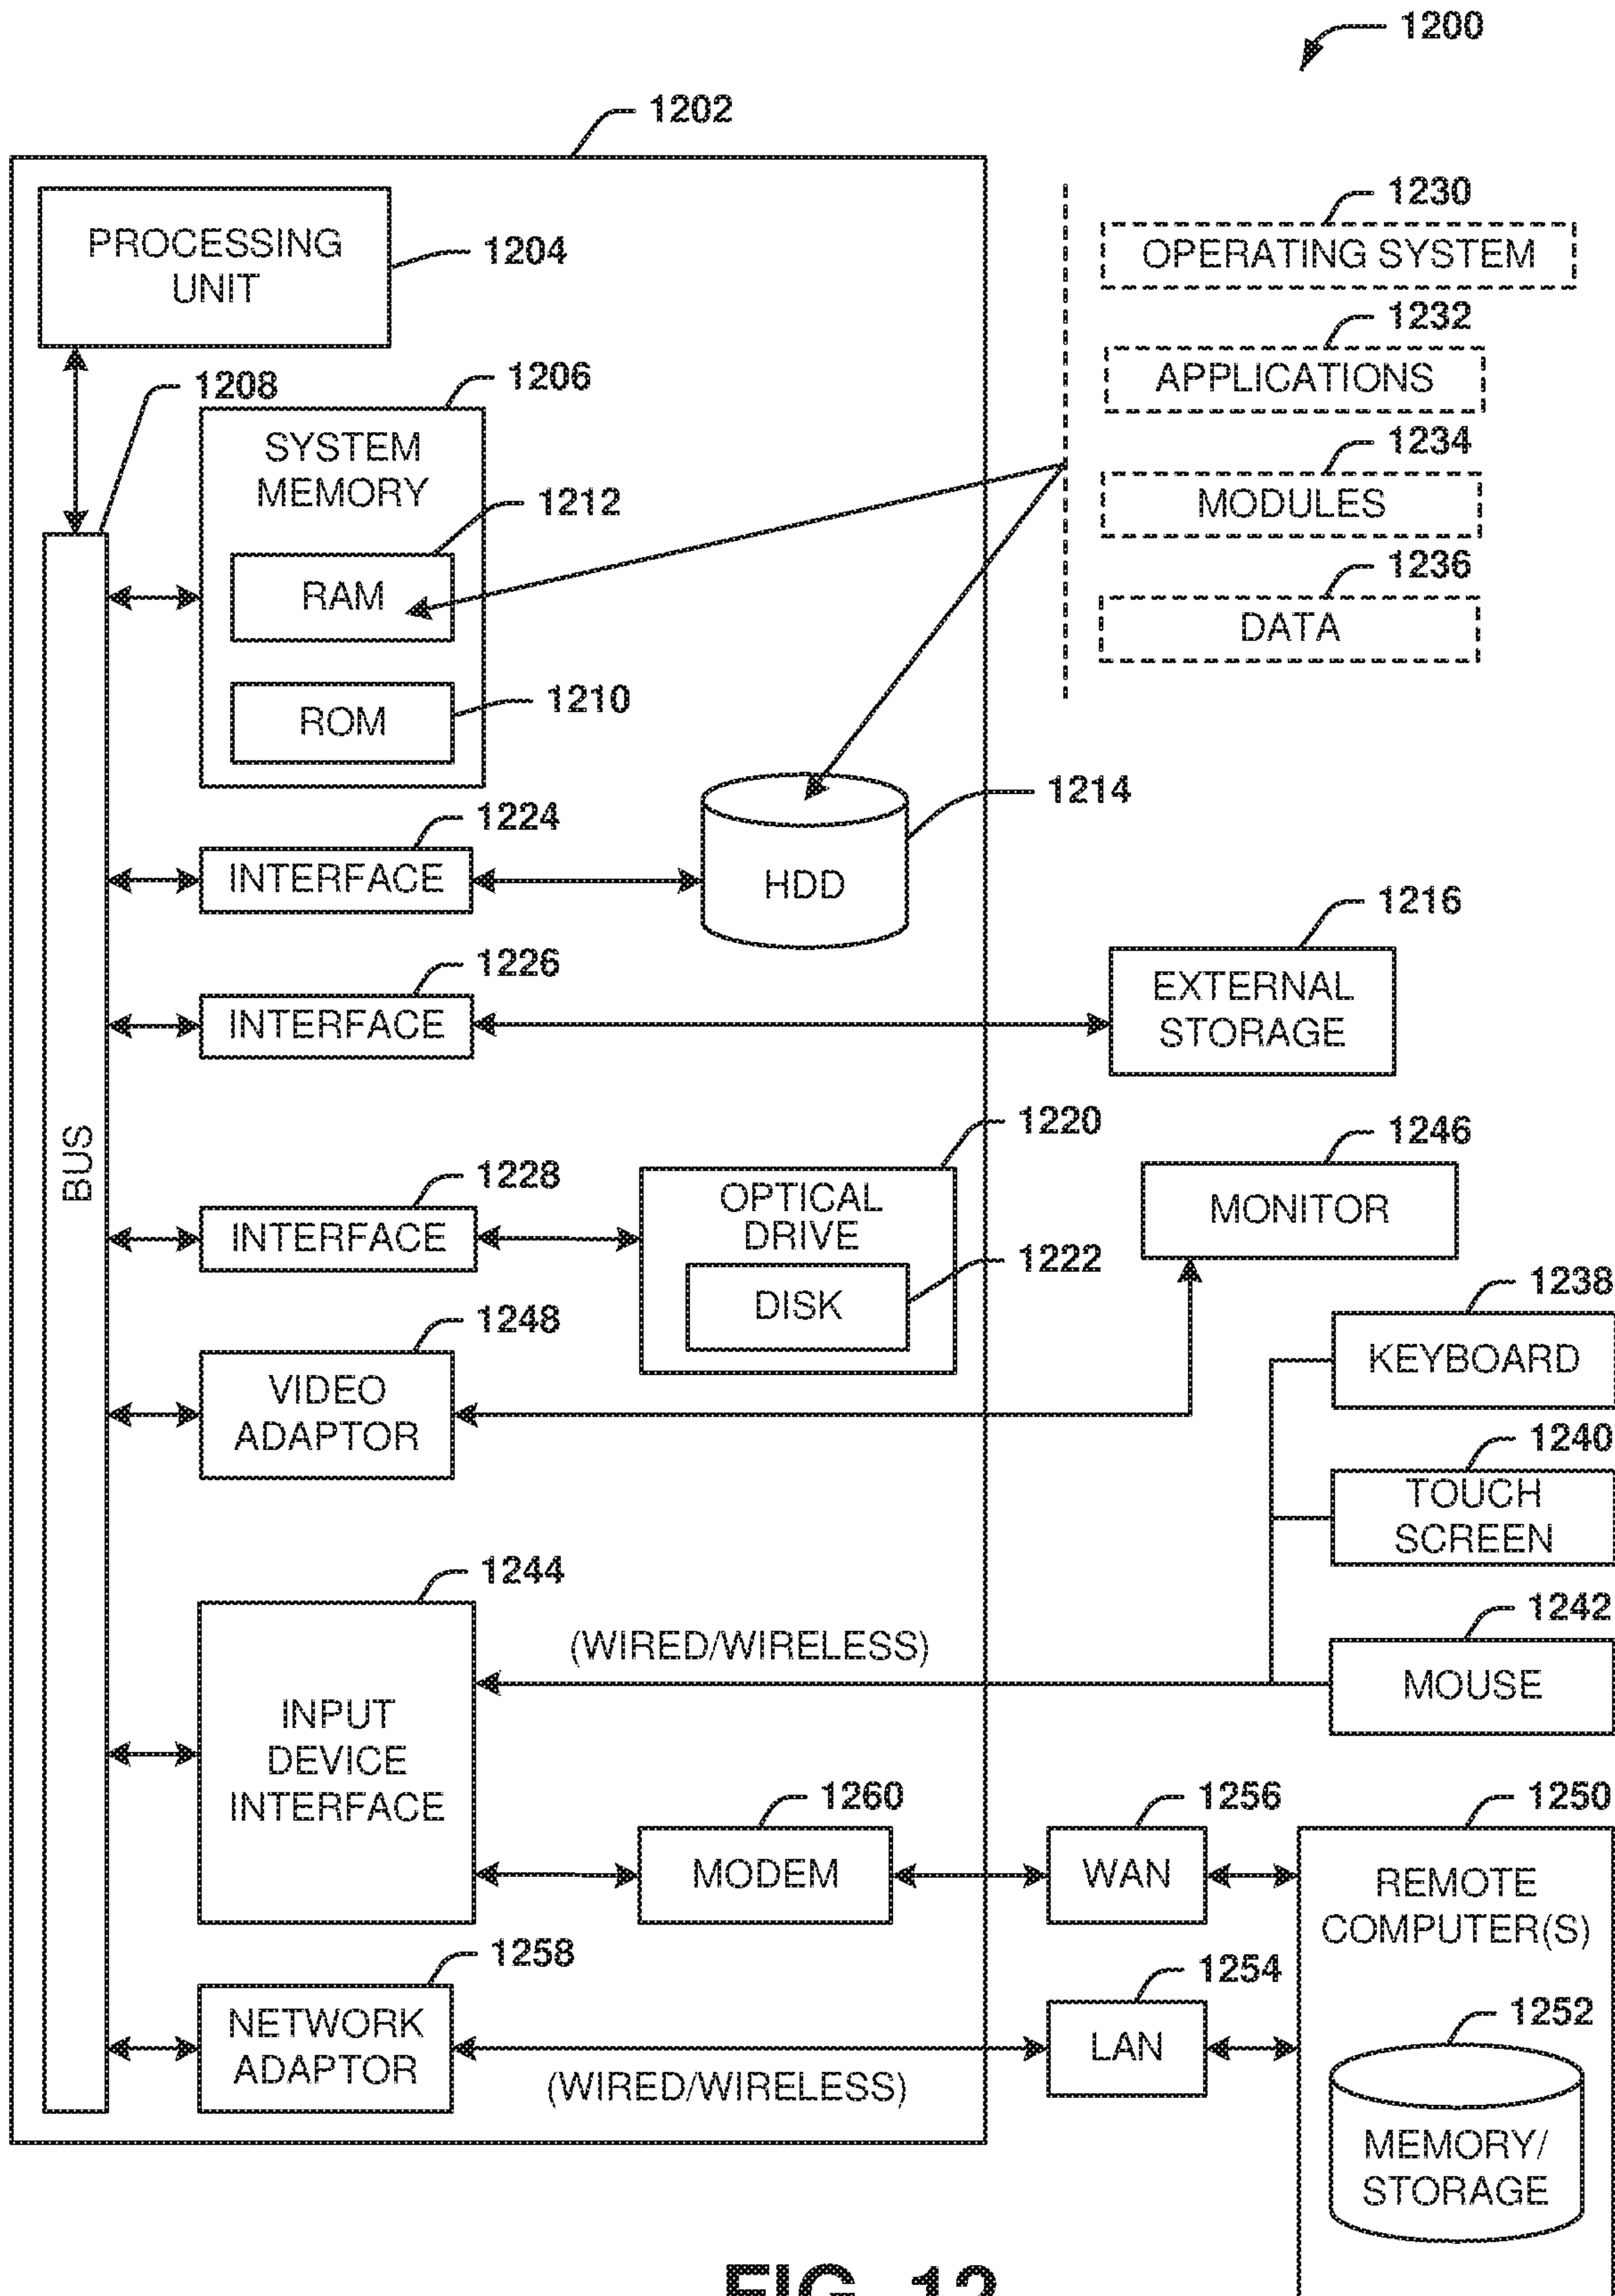 1200
1202
PROCESSING
UNIT
1204
1230
OPERATING SYSTEM
1232
APPLICATIONS
1234
MODULES
1236
DATA
1208
1206
SYSTEM
MEMORY
1212
RAM
1210
ROM
1224
INTERFACE
1214
HDD
1226
INTERFACE
1216
EXTERNAL
STORAGE
BUS
1228
INTERFACE
1220
OPTICAL
DRIVE
1222
DISK
1246
MONITOR
1248
VIDEO
ADAPTOR
1238
KEYBOARD
1240
TOUCH
SCREEN
1242
MOUSE
1244
INPUT
DEVICE
INTERFACE
(WIRED/WIRELESS)
1260
MODEM
1256
WAN
1250
REMOTE
COMPUTER(S)
1258
NETWORK
ADAPTOR
(WIRED/WIRELESS)
1254
LAN
1252
MEMORY/
STORAGE
FIG. 12